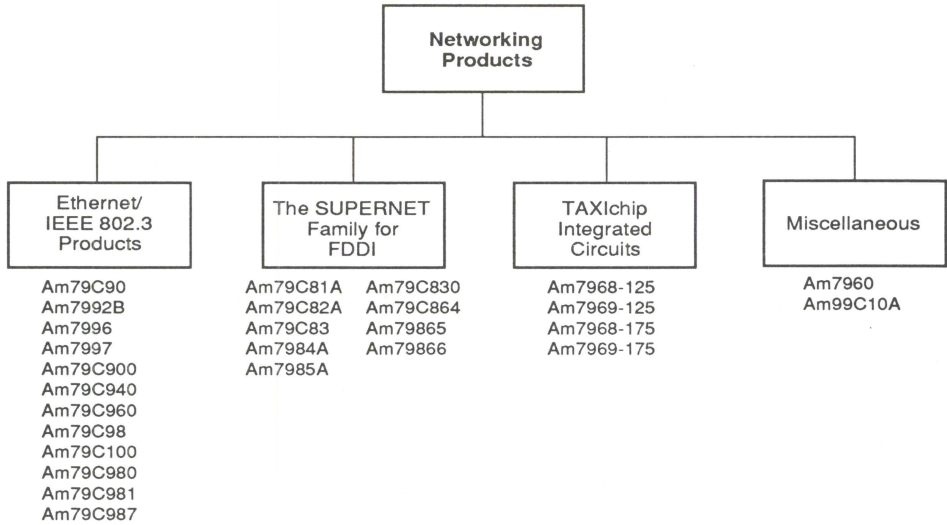 Networking
Products
Ethernet/
IEEE 802.3
Products
Am79C90
Am7992B
Am7996
Am7997
Am79C900
Am79C940
Am79C960
Am79C98
Am79C100
Am79C980
Am79C981
Am79C987
The SUPERNET
Family for
FDDI
Am79C81A Am79C830
Am79C82A Am79C864
Am79C83 Am79865
Am7984A Am79866
Am7985A
TAXIchip
Integrated
Circuits
Am7968-125
Am7969-125
Am7968-175
Am7969-175
Miscellaneous
Am7960
Am99C10A